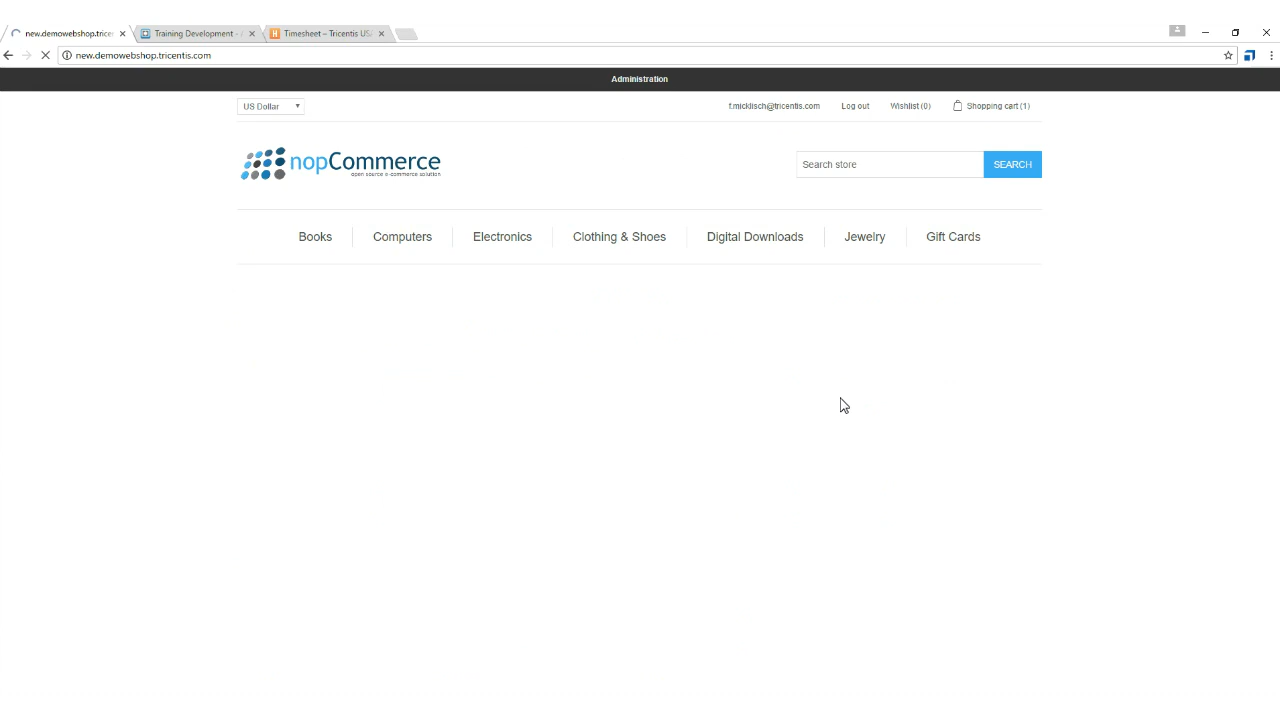 new.demowebshop.trice
Training Development - A
Timesheet – Tricentis USA
new.demowebshop.tricentis.com
Administration
US Dollar
f.micklisch@tricentis.com
Log out
Wishlist (0)
Shopping cart (1)
nopCommerce
open source e-commerce solution
Search store
SEARCH
Books
Computers
Electronics
Clothing & Shoes
Digital Downloads
Jewelry
Gift Cards